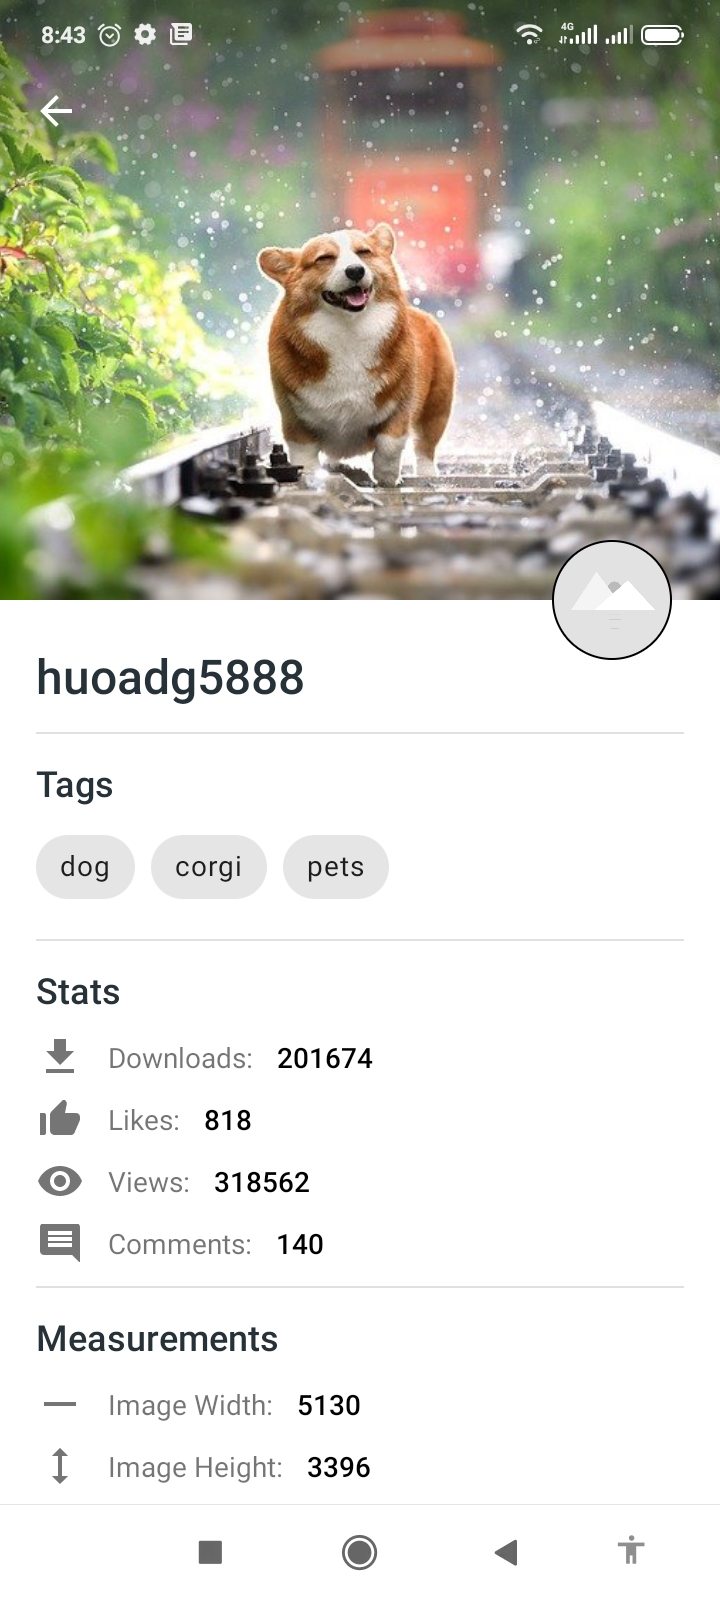 8:43
4G
huoadg5888
Tags
dog corgi pets
Stats
Downloads: 201674
Likes: 818
Views: 318562
Comments: 140
Measurements
Image Width: 5130
Image Height: 3396